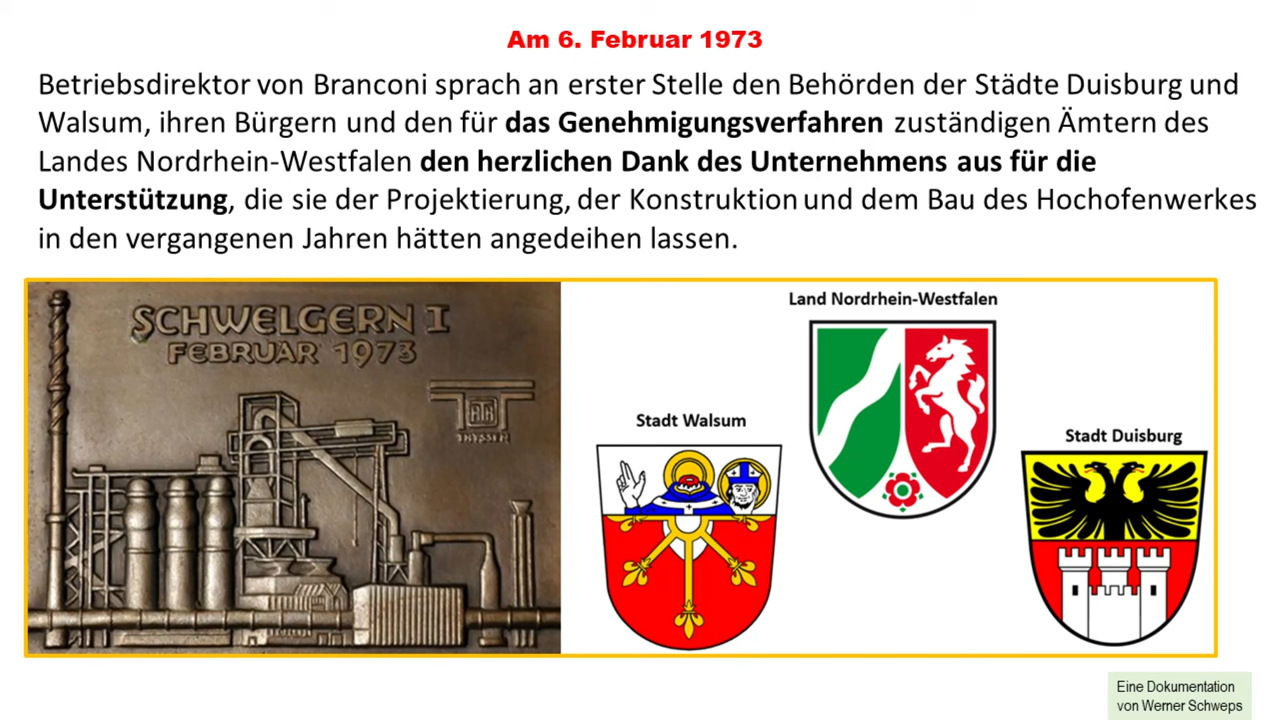 Am 6. Februar 1973
Betriebsdirektor von Branconi sprach an erster Stelle den Behörden der Städte Duisburg und
Walsum, ihren Bürgern und den für das Genehmigungsverfahren zuständigen Ämtern des
Landes Nordrhein-Westfalen den herzlichen Dank des Unternehmens aus für die
Unterstützung, die sie der Projektierung, der Konstruktion und dem Bau des Hochofenwerkes
in den vergangenen Jahren hätten angedeihen lassen.
SCHWELGERN I
FEBRUAR 1973
ATH
THYSSEN
Land Nordrhein-Westfalen
Stadt Walsum
Stadt Duisburg
Eine Dokumentation
von Werner Schweps